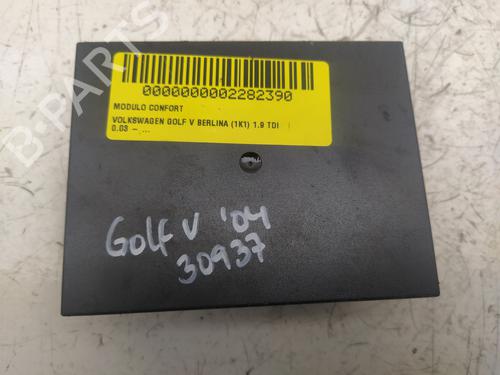 B-PARTS
0000000002282390
MODULO CONFORT
VOLKSWAGEN GOLF V BERLINA (1K1) 1.9 TDI
0.03 - ...
Golf V '04
30937